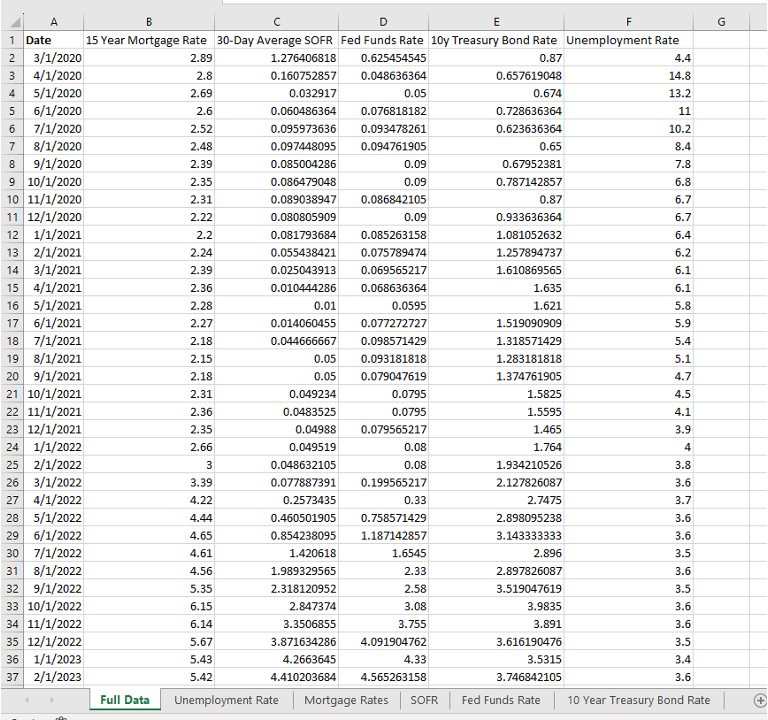 A B C D E F G
1 Date 15 Year Mortgage Rate 30-Day Average SOFR Fed Funds Rate 10y Treasury Bond Rate Unemployment Rate
2 3/1/2020 2.89 1.276406818 0.625454545 0.87 4.4
3 4/1/2020 2.8 0.160752857 0.048636364 0.657619048 14.8
4 5/1/2020 2.69 0.032917 0.05 0.674 13.2
5 6/1/2020 2.6 0.060486364 0.076818182 0.728636364 11
6 7/1/2020 2.52 0.095973636 0.093478261 0.623636364 10.2
7 8/1/2020 2.48 0.097448095 0.094761905 0.65 8.4
8 9/1/2020 2.39 0.085004286 0.09 0.67952381 7.8
9 10/1/2020 2.35 0.086479048 0.09 0.787142857 6.8
10 11/1/2020 2.31 0.089038947 0.086842105 0.87 6.7
11 12/1/2020 2.22 0.080805909 0.09 0.933636364 6.7
12 1/1/2021 2.2 0.081793684 0.085263158 1.081052632 6.4
13 2/1/2021 2.24 0.055438421 0.075789474 1.257894737 6.2
14 3/1/2021 2.39 0.025043913 0.069565217 1.610869565 6.1
15 4/1/2021 2.36 0.010444286 0.068636364 1.635 6.1
16 5/1/2021 2.28 0.01 0.0595 1.621 5.8
17 6/1/2021 2.27 0.014060455 0.077272727 1.519090909 5.9
18 7/1/2021 2.18 0.044666667 0.098571429 1.318571429 5.4
19 8/1/2021 2.15 0.05 0.093181818 1.283181818 5.1
20 9/1/2021 2.18 0.05 0.079047619 1.374761905 4.7
21 10/1/2021 2.31 0.049234 0.0795 1.5825 4.5
22 11/1/2021 2.36 0.0483525 0.0795 1.5595 4.1
23 12/1/2021 2.35 0.04988 0.079565217 1.465 3.9
24 1/1/2022 2.66 0.049519 0.08 1.764 4
25 2/1/2022 3 0.048632105 0.08 1.934210526 3.8
26 3/1/2022 3.39 0.077887391 0.199565217 2.127826087 3.6
27 4/1/2022 4.22 0.2573435 0.33 2.7475 3.7
28 5/1/2022 4.44 0.460501905 0.758571429 2.898095238 3.6
29 6/1/2022 4.65 0.854238095 1.187142857 3.143333333 3.6
30 7/1/2022 4.61 1.420618 1.6545 2.896 3.5
31 8/1/2022 4.56 1.989329565 2.33 2.897826087 3.6
32 9/1/2022 5.35 2.318120952 2.58 3.519047619 3.5
33 10/1/2022 6.15 2.847374 3.08 3.9835 3.6
34 11/1/2022 6.14 3.3506855 3.755 3.891 3.6
35 12/1/2022 5.67 3.871634286 4.091904762 3.616190476 3.5
36 1/1/2023 5.43 4.2663645 4.33 3.5315 3.4
37 2/1/2023 5.42 4.410203684 4.565263158 3.746842105 3.6
Full Data Unemployment Rate Mortgage Rates SOFR Fed Funds Rate 10 Year Treasury Bond Rate